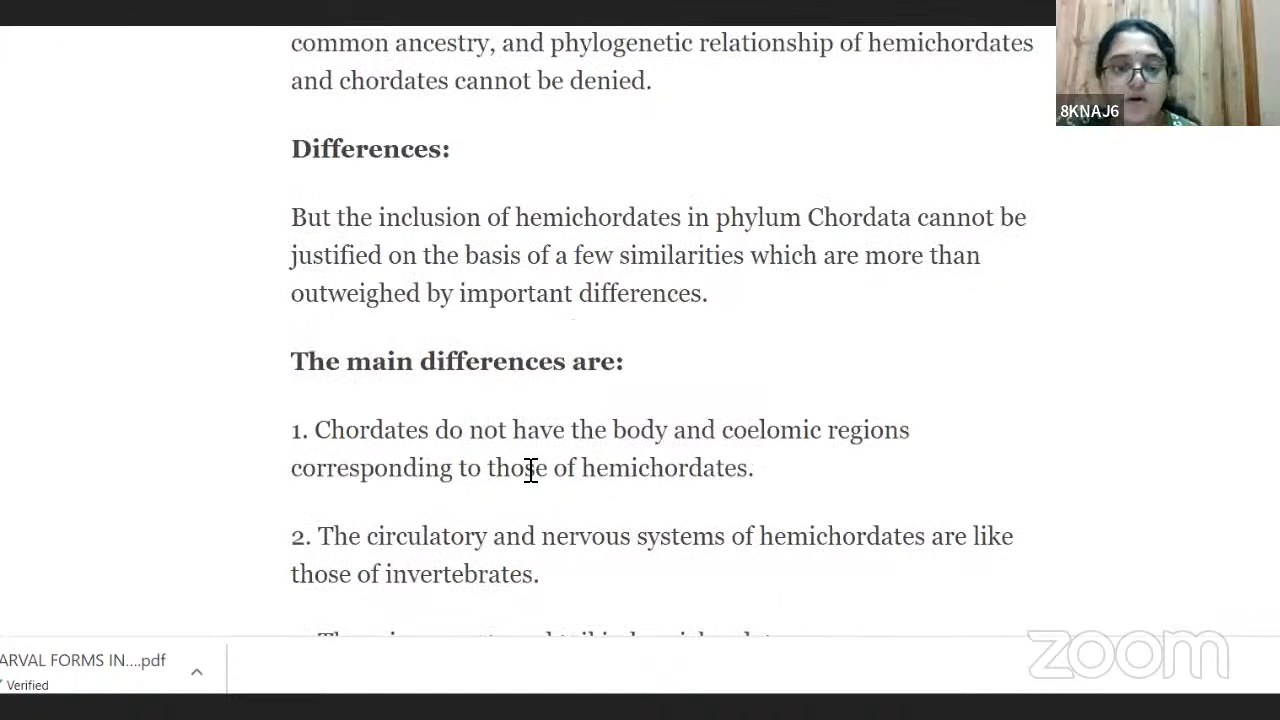 common ancestry, and phylogenetic relationship of hemichordates
and chordates cannot be denied.
8KNAJ6
Differences:
But the inclusion of hemichordates in phylum Chordata cannot be
justified on the basis of a few similarities which are more than
outweighed by important differences.
The main differences are:
1. Chordates do not have the body and coelomic regions
corresponding to those of hemichordates.
2. The circulatory and nervous systems of hemichordates are like
those of invertebrates.
ARVAL FORMS IN....pdf
Verified
zoom